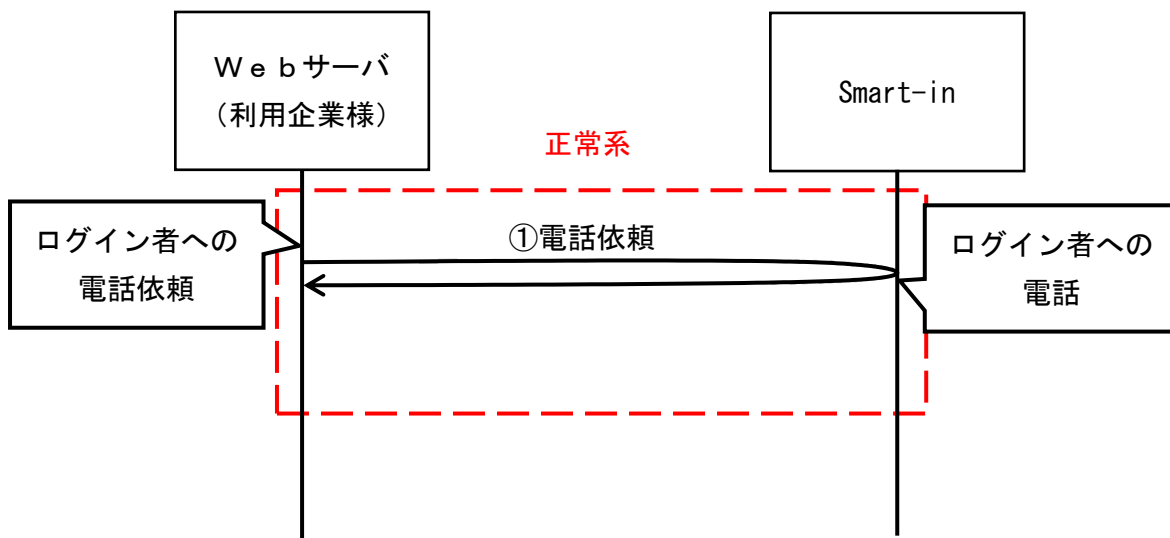 Ｗｅｂサーバ
（利用企業様）
Smart-in
正常系
ログイン者への
電話依頼
①電話依頼
ログイン者への
電話